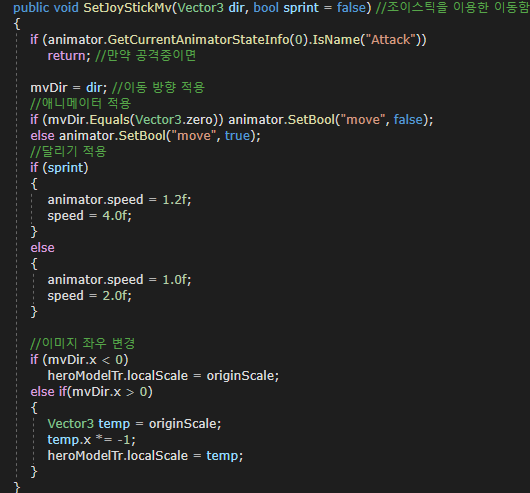 public void SetJoyStickMv(Vector3 dir, bool sprint = false) //조이스틱을 이용한 이동함
{
if (animator.GetCurrentAnimatorStateInfo(0).IsName("Attack"))
return; //만약 공격중이면
mvDir = dir; //이동 방향 적용
//애니메이터 적용
if (mvDir.Equals(Vector3.zero)) animator.SetBool("move", false);
else animator.SetBool("move", true);
//달리기 적용
if (sprint)
{
animator.speed = 1.2f;
speed = 4.0f;
}
else
{
animator.speed = 1.0f;
speed = 2.0f;
}
//이미지 좌우 변경
if (mvDir.x < 0)
heroModelTr.localScale = originScale;
else if(mvDir.x > 0)
{
Vector3 temp = originScale;
temp.x *= -1;
heroModelTr.localScale = temp;
}
}